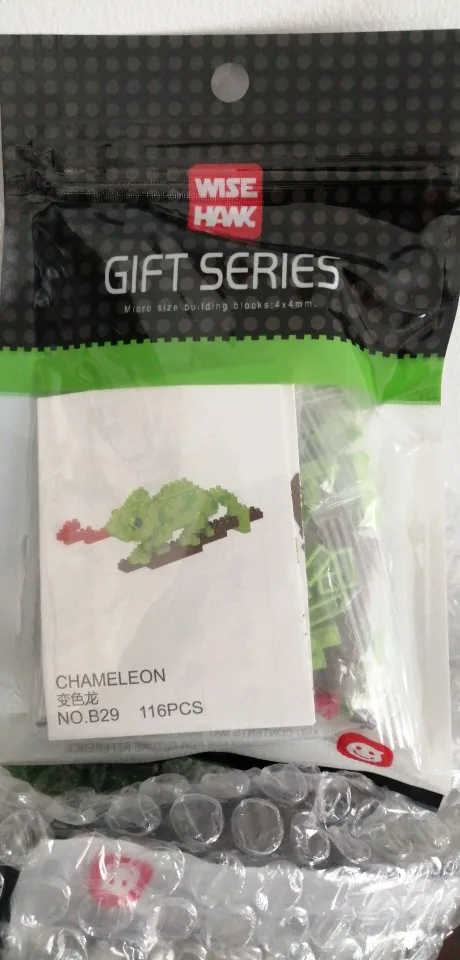 WISE
HAWK
GIFT SERIES
Micro size building blocks:4x4mm.
CHAMELEON
变色龙
NO.B29 116PCS